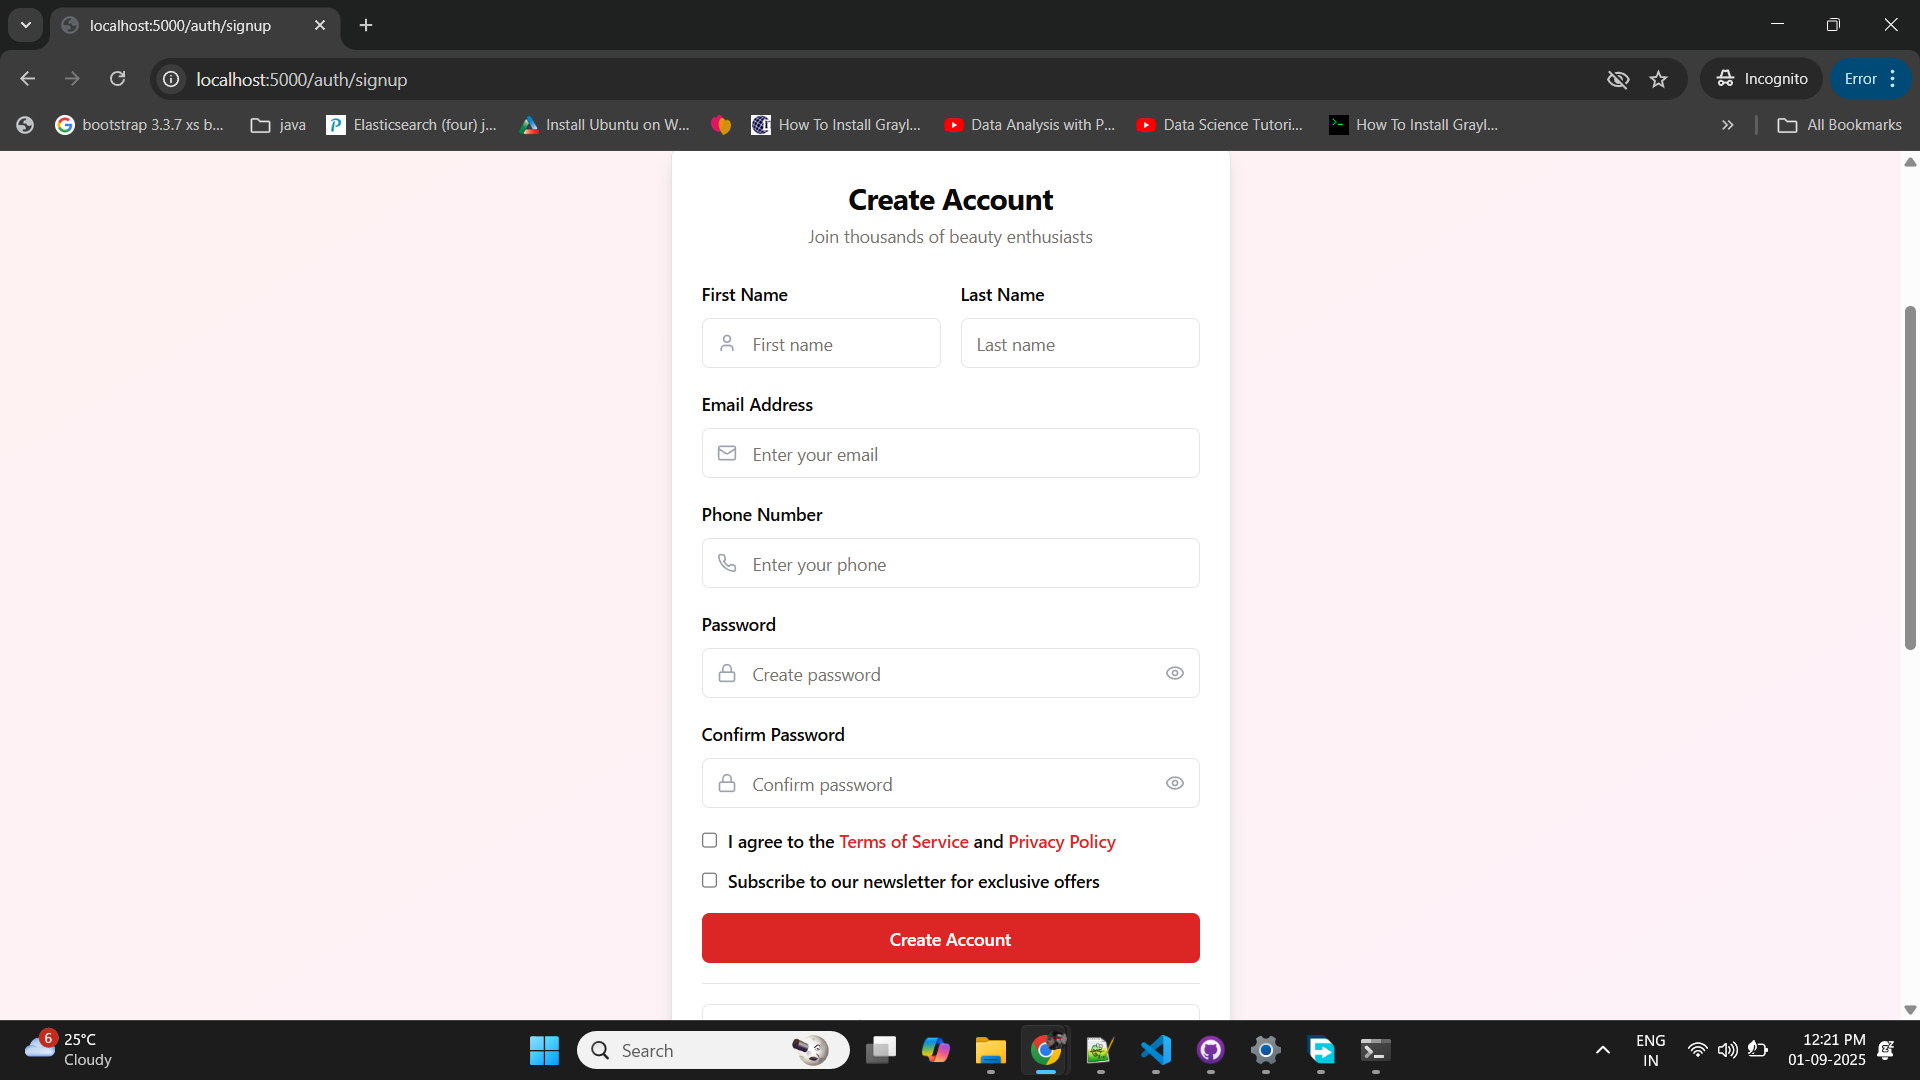 localhost:5000/auth/signup
localhost:5000/auth/signup
Incognito
Error
bootstrap 3.3.7 xs b...
java
Elasticsearch (four) j...
Install Ubuntu on W...
How To Install Grayl...
Data Analysis with P...
Data Science Tutori...
How To Install Grayl...
All Bookmarks
Create Account
Join thousands of beauty enthusiasts
First Name
Last Name
First name
Last name
Email Address
Enter your email
Phone Number
Enter your phone
Password
Create password
Confirm Password
Confirm password
I agree to the Terms of Service and Privacy Policy
Subscribe to our newsletter for exclusive offers
Create Account
6
25°C
Cloudy
Search
ENG
IN
12:21 PM
01-09-2025